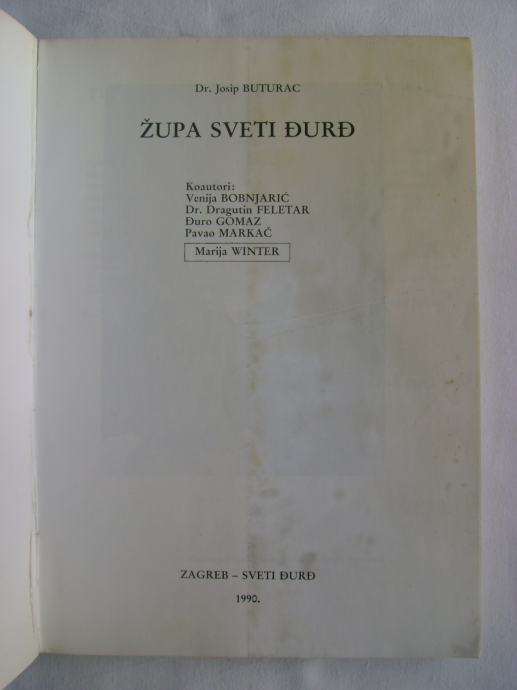 Dr. Josip BUTURAC
ŽUPA SVETI ĐURĐ
Koautori:
Venija BOBNJARIĆ
Dr. Dragutin FELETAR
Đuro GOMAZ
Pavao MARKAČ
Marija WINTER
ZAGREB – SVETI ĐURĐ
1990.